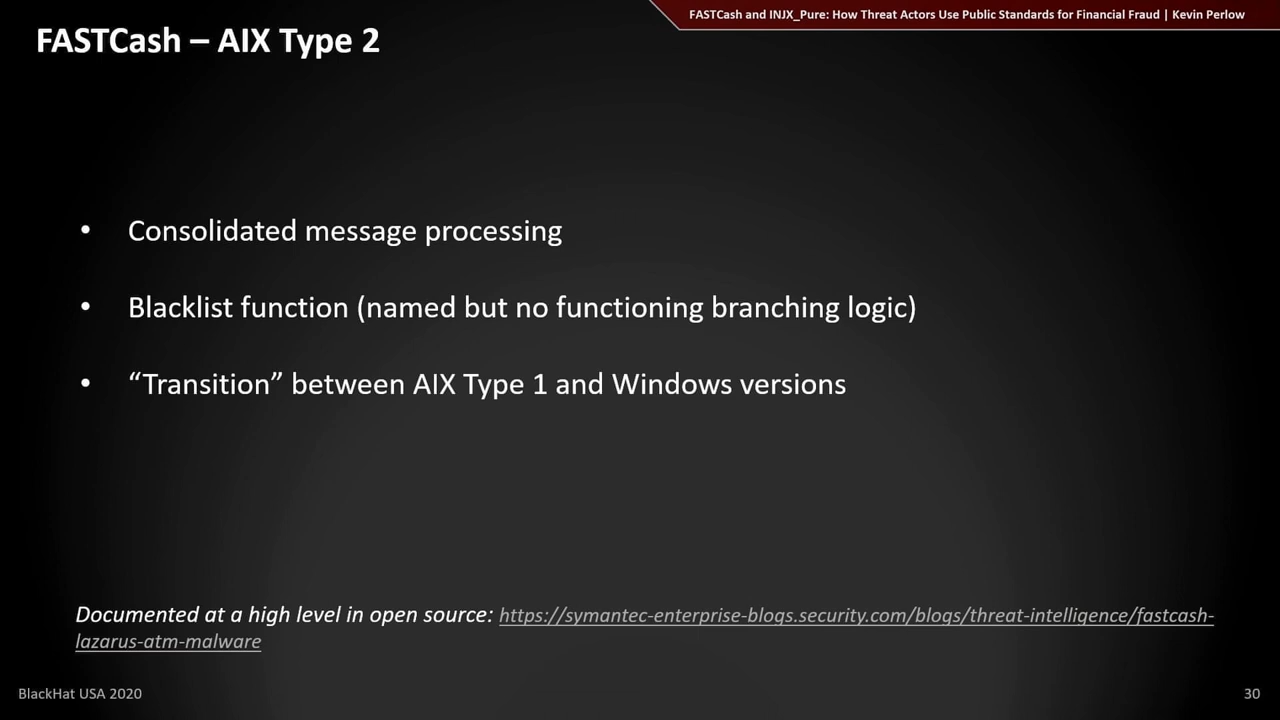 FASTCash and INJX_Pure: How Threat Actors Use Public Standards for Financial Fraud | Kevin Perlow
FASTCash – AIX Type 2
• Consolidated message processing
• Blacklist function (named but no functioning branching logic)
• “Transition” between AIX Type 1 and Windows versions
Documented at a high level in open source: https://symantec-enterprise-blogs.security.com/blogs/threat-intelligence/fastcash-
lazarus-atm-malware
BlackHat USA 2020
30